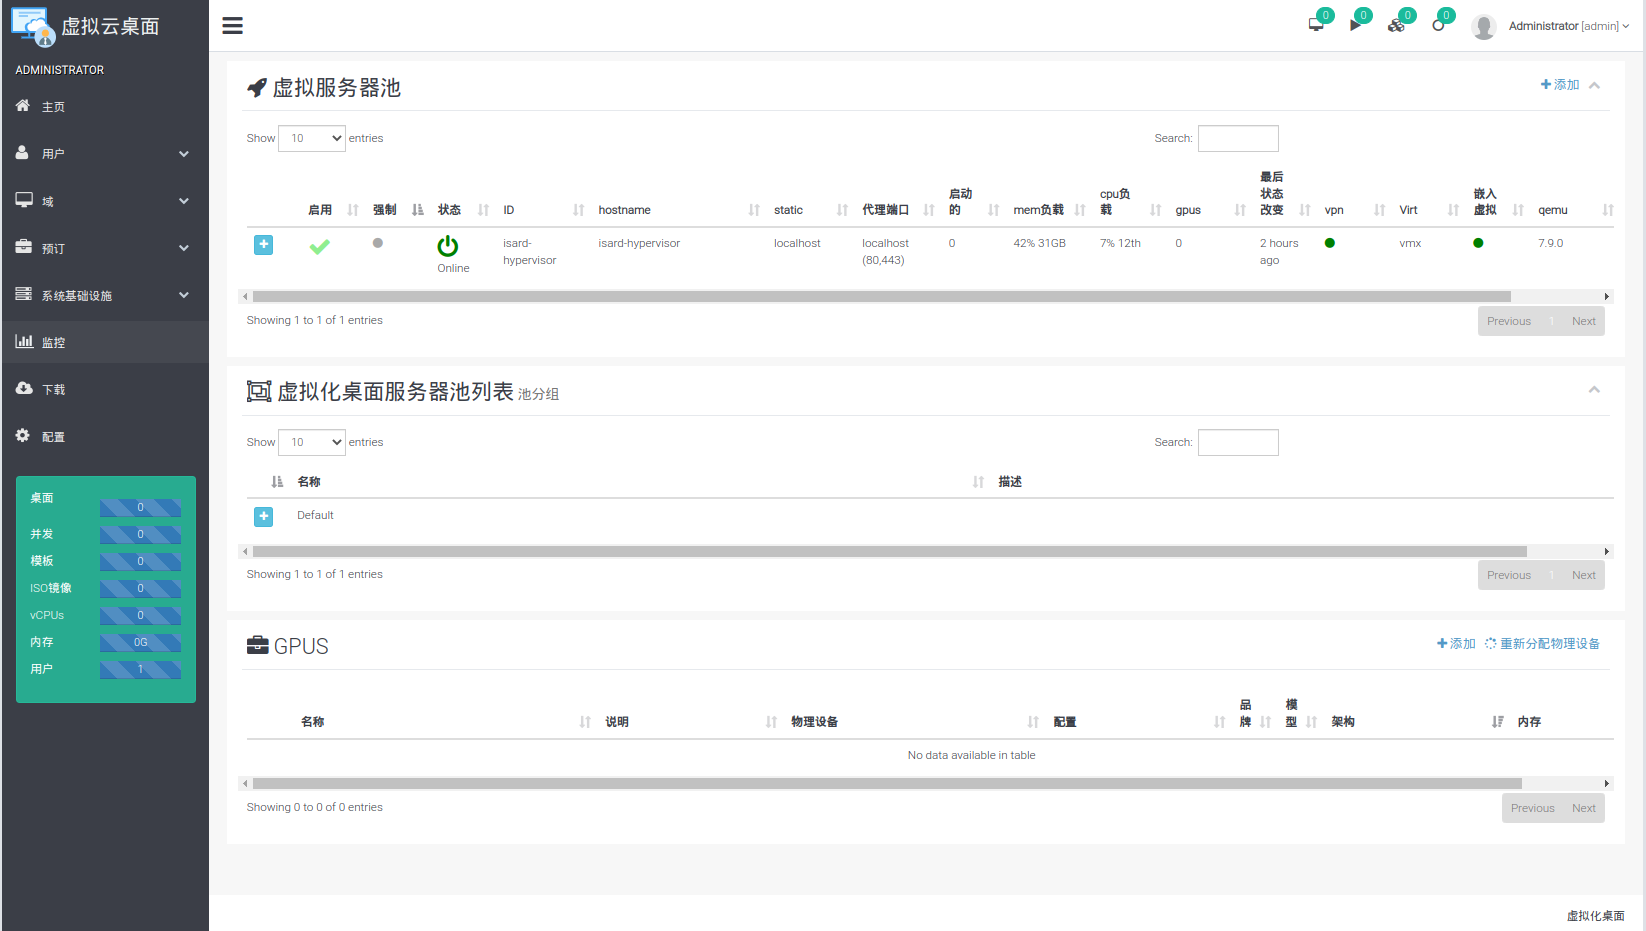 虚拟云桌面
0 0 0 0
Administrator [admin]
ADMINISTRATOR
主页
用户
域
预订
系统基础设施
监控
下载
配置
桌面 0
并发 0
模板 0
ISO镜像 0
vCPUs 0
内存 0G
用户 1
虚拟服务器池
添加
Show 10 entries
Search:
启用 强制 状态 ID hostname static 代理端口 启动的 mem负载 cpu负载 gpus 最后状态改变 vpn Virt 嵌入虚拟 qemu
Online isard-hypervisor isard-hypervisor localhost localhost (80,443) 0 42% 31GB 7% 12th 0 2 hours ago vmx 7.9.0
Showing 1 to 1 of 1 entries
Previous 1 Next
虚拟化桌面服务器池列表 池分组
Show 10 entries
Search:
名称 描述
Default
Showing 1 to 1 of 1 entries
Previous 1 Next
GPUS
添加 重新分配物理设备
名称 说明 物理设备 配置 品牌 模型 架构 内存
No data available in table
Showing 0 to 0 of 0 entries
Previous Next
虚拟化桌面